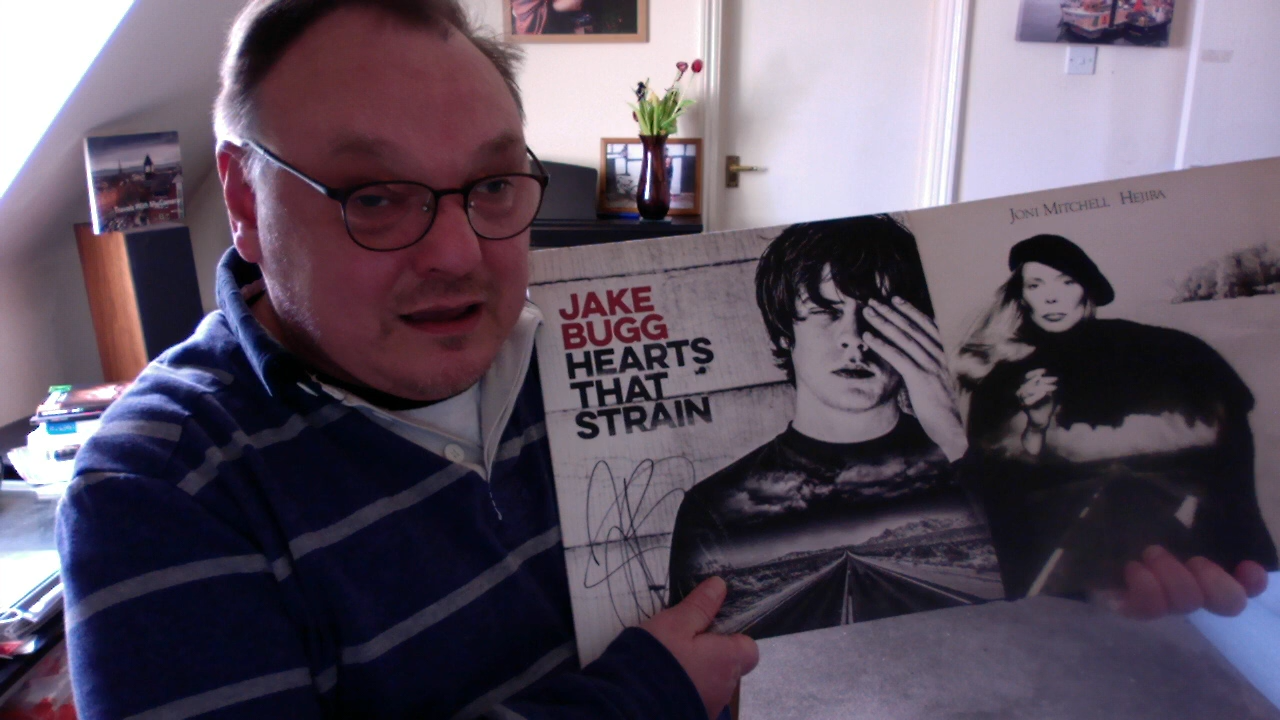 JAKE
BUGG
HEARTS
THAT
STRAIN
JONI MITCHELL HEJIRA